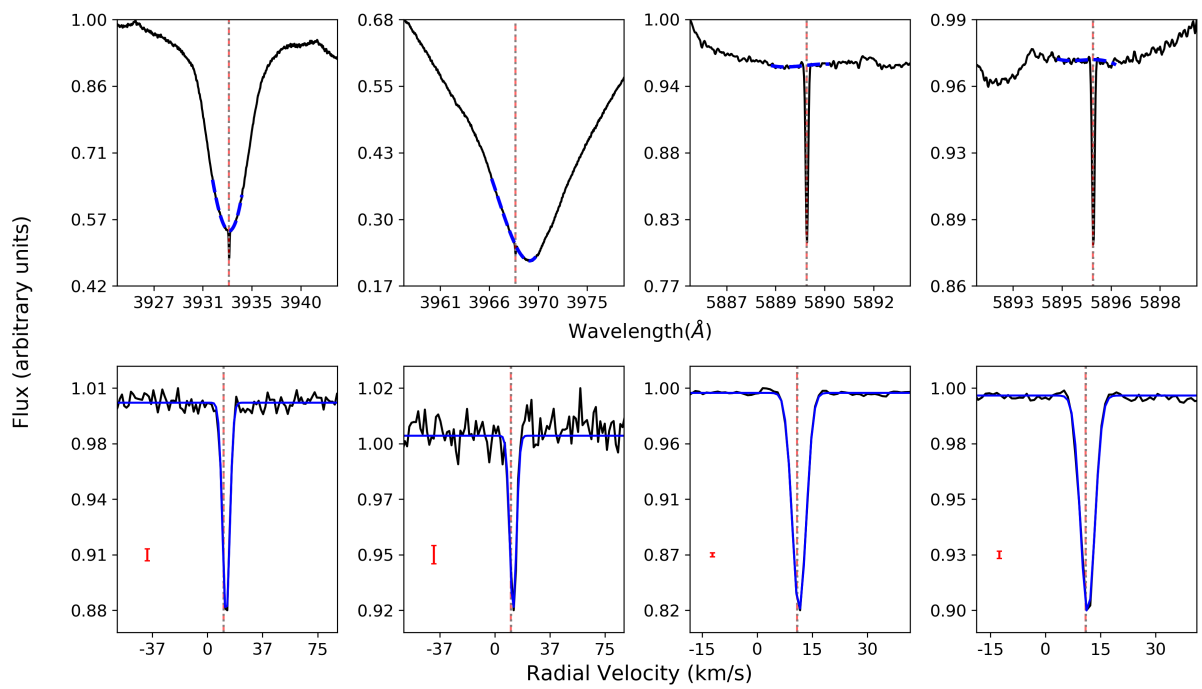 Flux (arbitrary units)
1.00 0.68 1.00 0.99
0.86 0.55 0.94 0.96
0.71 0.43 0.88 0.93
0.57 0.30 0.83 0.89
0.42 0.17 0.77 0.86
3927 3931 3935 3940 3961 3966 3970 3975 5887 5889 5890 5892 5893 5895 5896 5898
Wavelength(Å)
1.01 1.02 1.00 1.00
0.98 1.00 0.96 0.98
0.94 0.97 0.91 0.95
0.91 0.95 0.87 0.93
0.88 0.92 0.82 0.90
-37 0 37 75 -37 0 37 75 -15 0 15 30 -15 0 15 30
Radial Velocity (km/s)